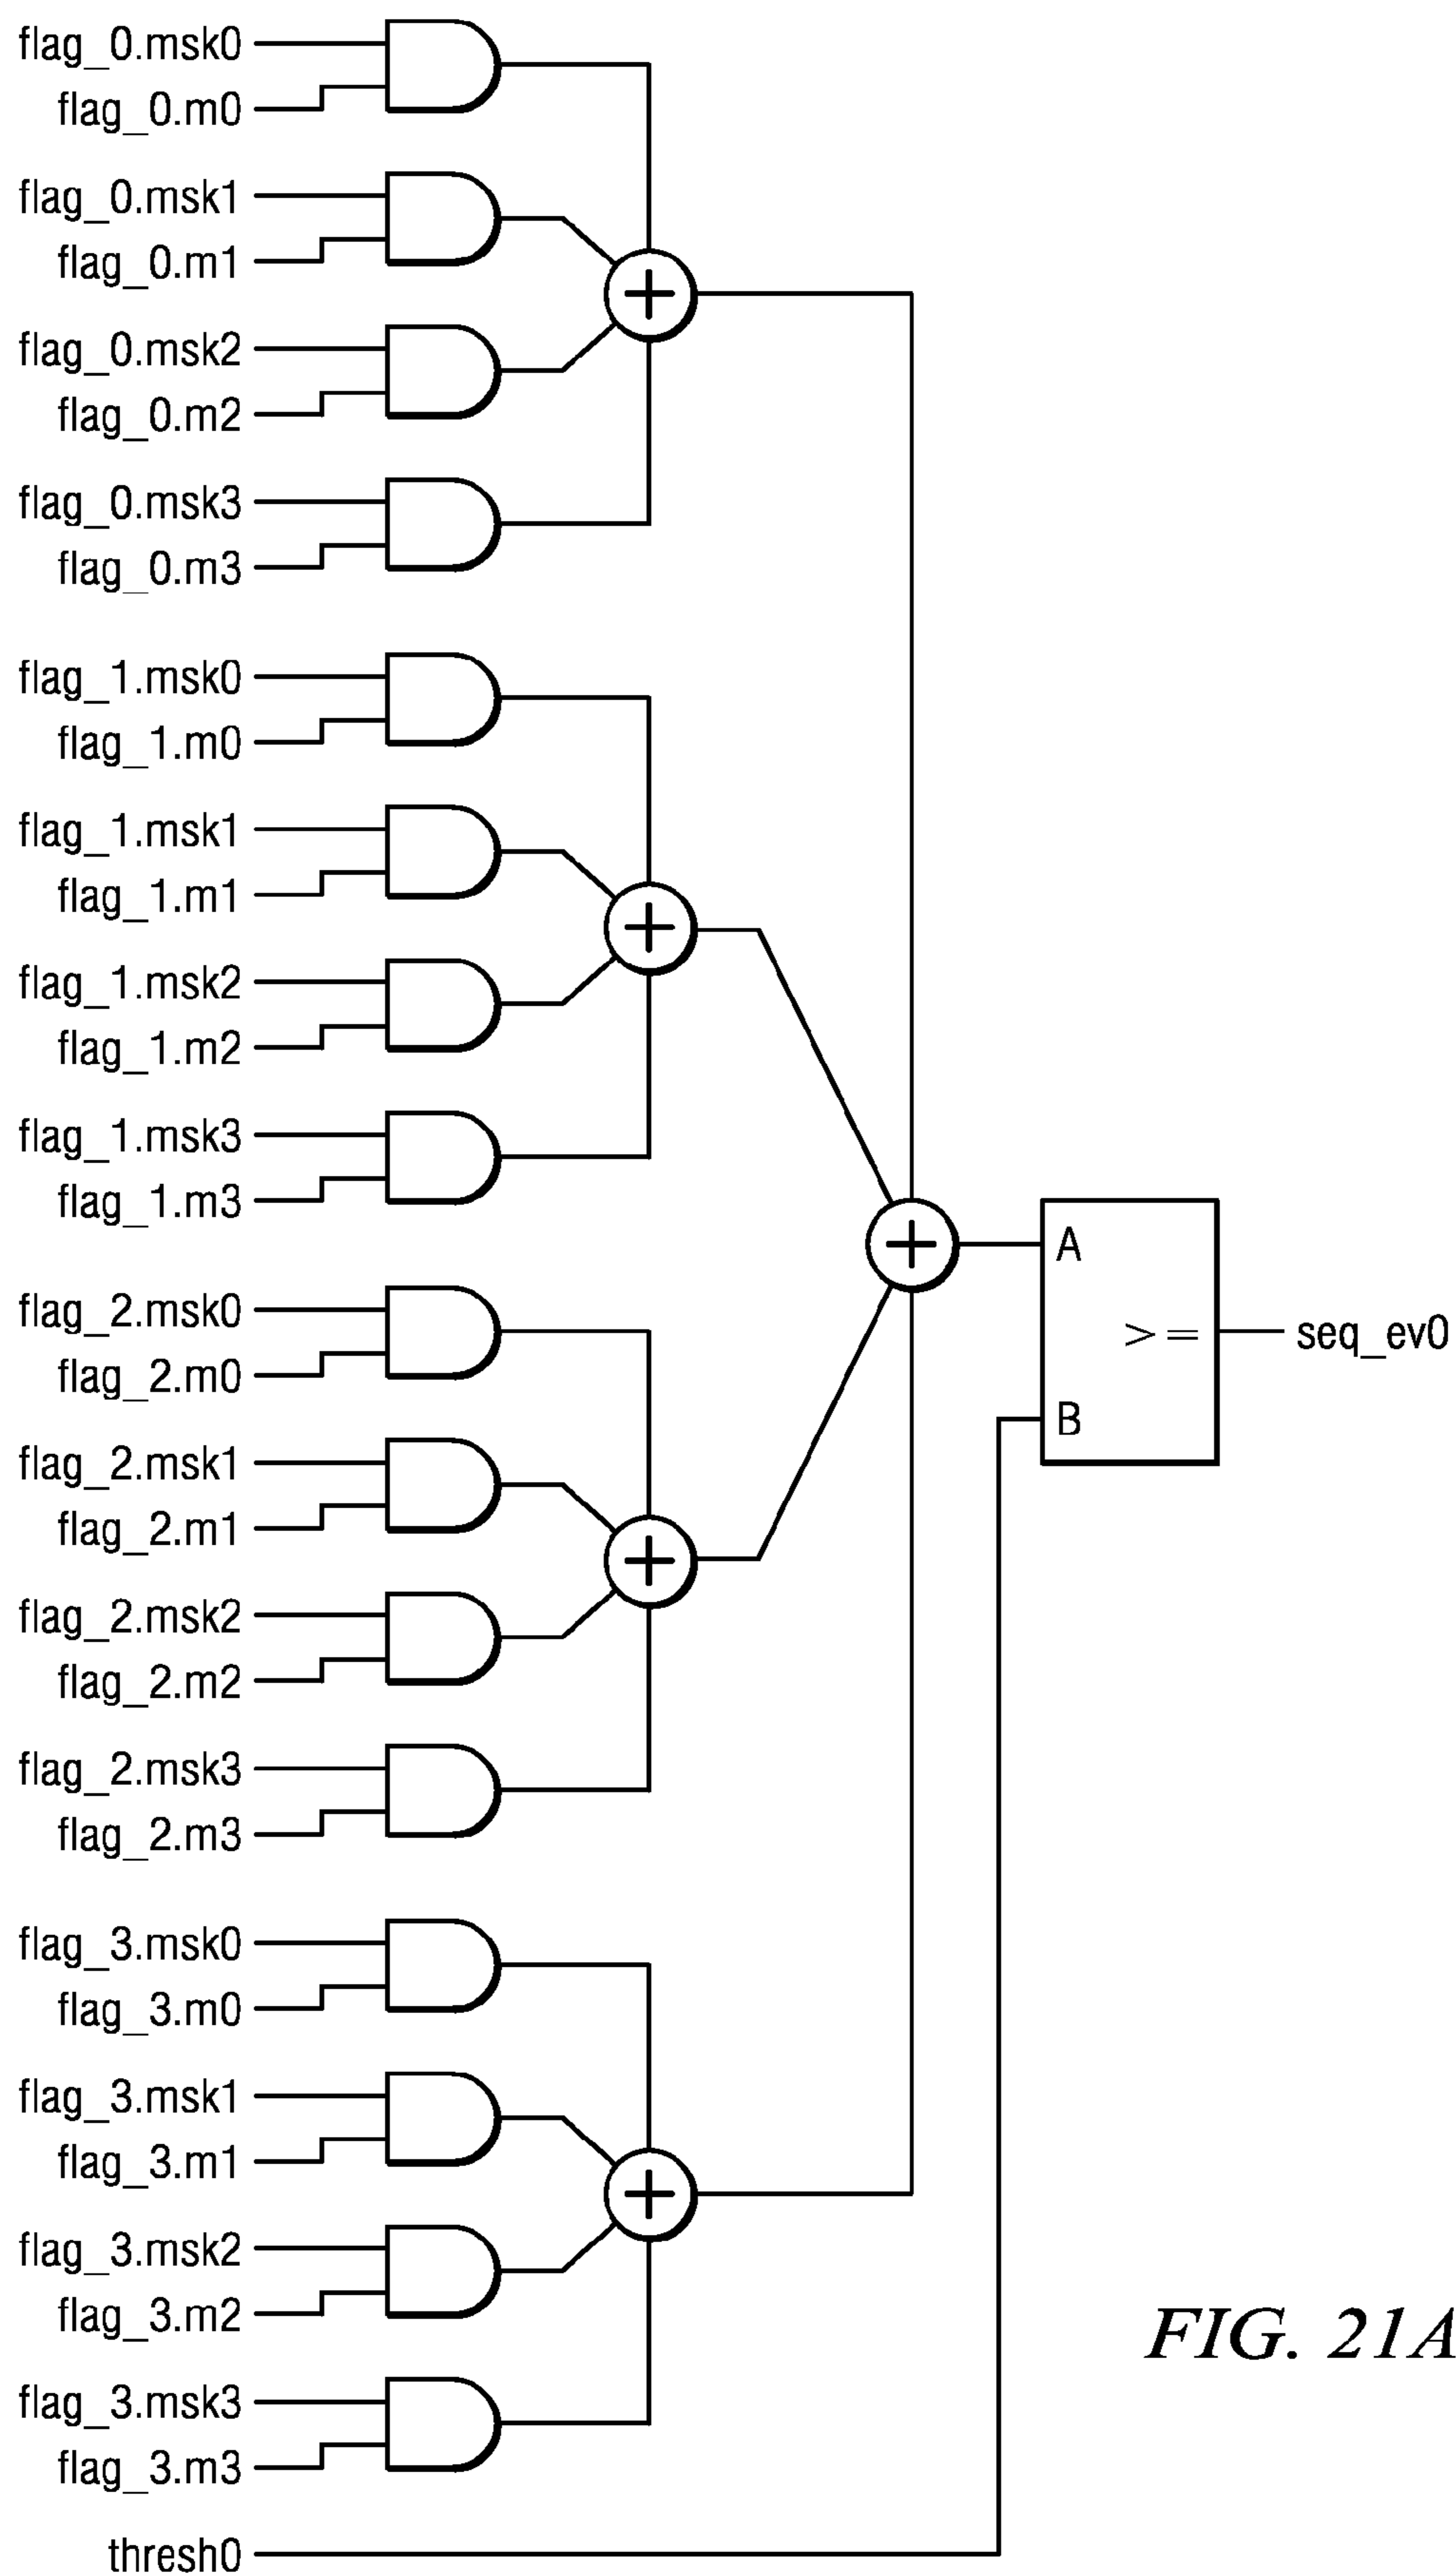 flag_0.msk0
flag_0.m0
flag_0.msk1
flag_0.m1
flag_0.msk2
flag_0.m2
flag_0.msk3
flag_0.m3
flag_1.msk0
flag_1.m0
flag_1.msk1
flag_1.m1
flag_1.msk2
flag_1.m2
flag_1.msk3
flag_1.m3
A
>=
seq_ev0
B
flag_2.msk0
flag_2.m0
flag_2.msk1
flag_2.m1
flag_2.msk2
flag_2.m2
flag_2.msk3
flag_2.m3
flag_3.msk0
flag_3.m0
flag_3.msk1
flag_3.m1
flag_3.msk2
flag_3.m2
flag_3.msk3
flag_3.m3
thresh0
FIG. 21A